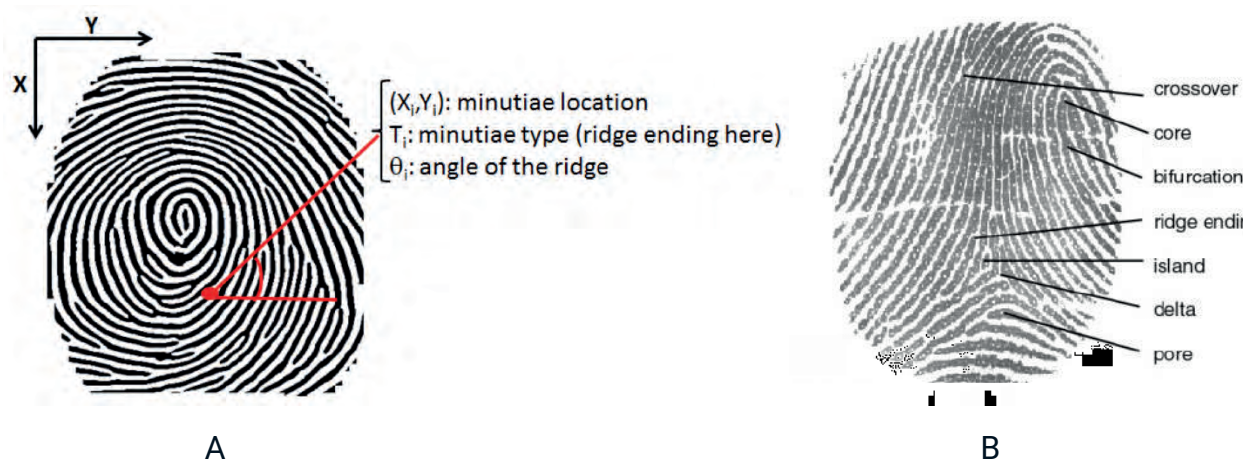 Y
X
(Xᵢ,Yᵢ): minutiae location
Tᵢ: minutiae type (ridge ending here)
θᵢ: angle of the ridge
crossover
core
bifurcation
ridge endin
island
delta
pore
A
B